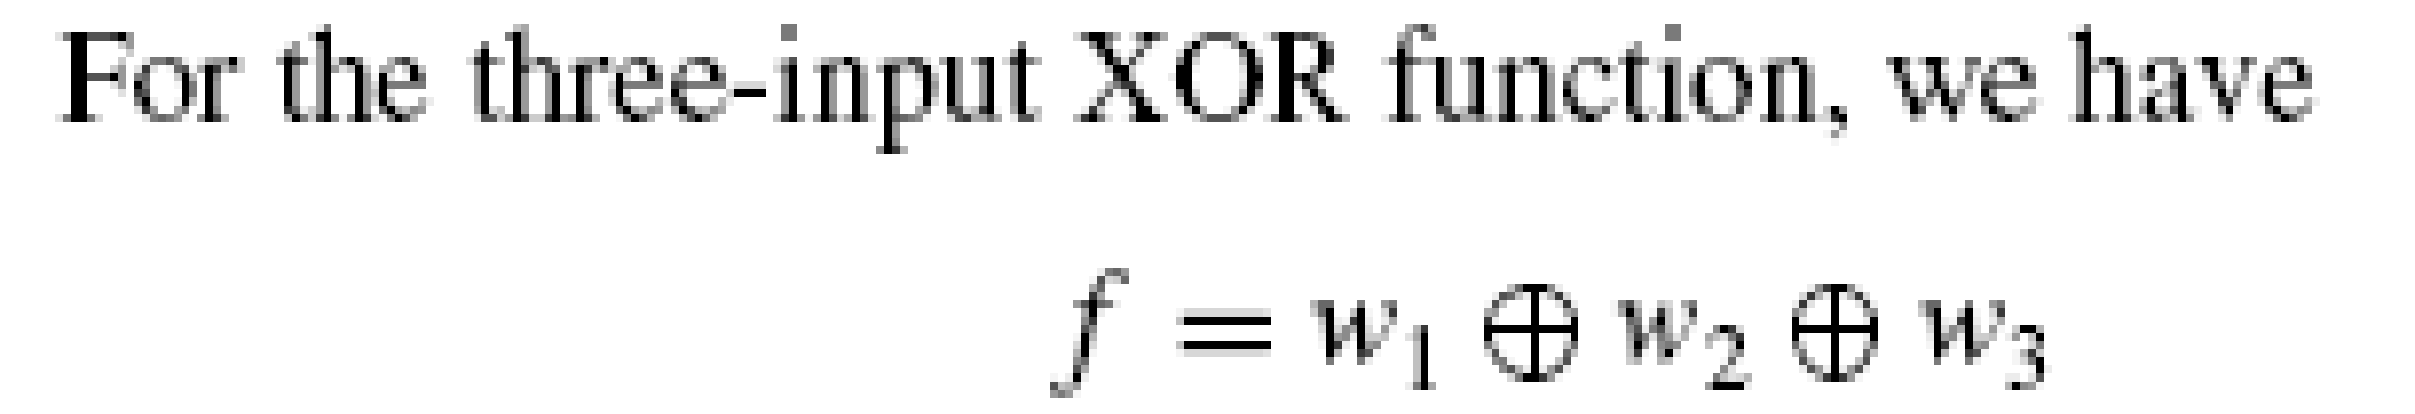 For the three-input XOR function, we have
f = w₁ ⊕ w₂ ⊕ w₃